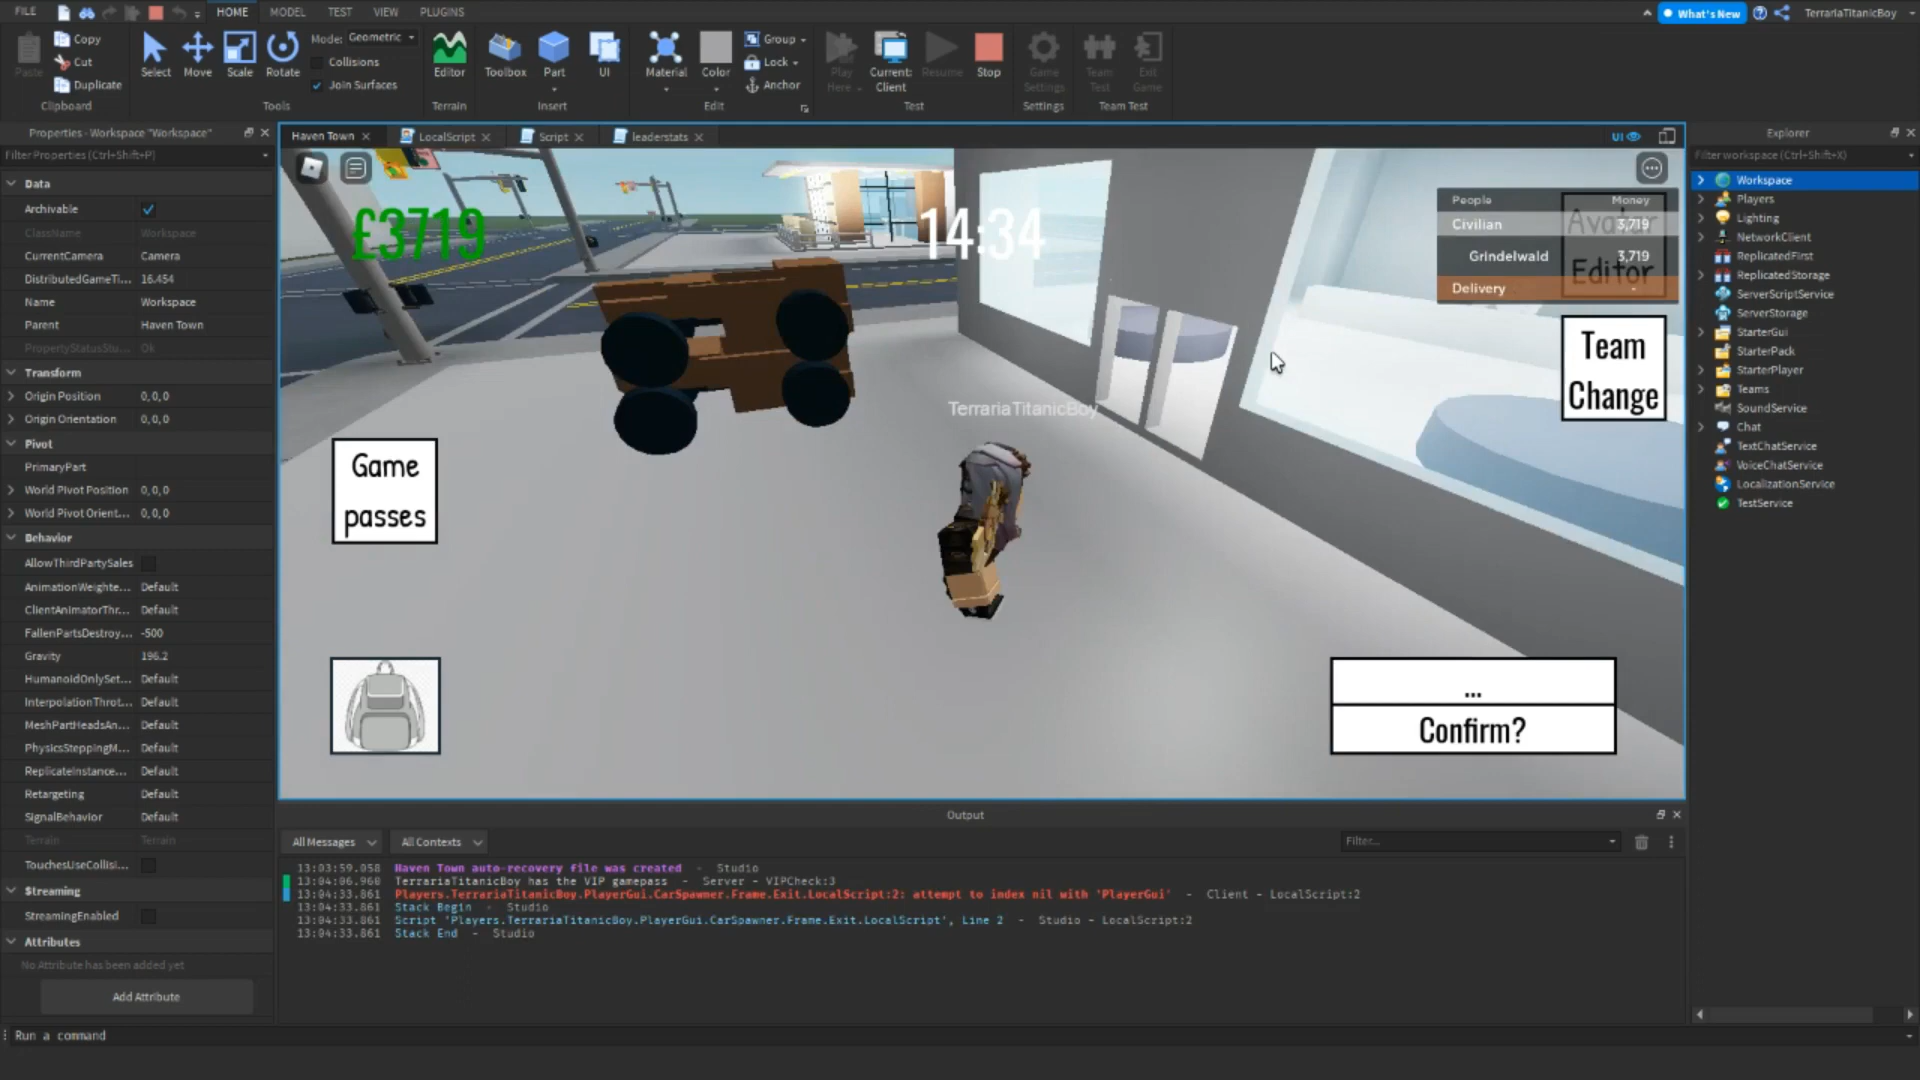 FILE
HOME
MODEL
TEST
VIEW
PLUGINS
What's New
TerrariaTitanicBoy
Paste
Copy
Cut
Duplicate
Clipboard
Select
Move
Scale
Rotate
Mode: Geometric
Collisions
Join Surfaces
Tools
Editor
Terrain
Toolbox
Part
UI
Insert
Material
Color
Group
Lock
Anchor
Edit
Play
Here
Current:
Client
Resume
Stop
Test
Game
Settings
Settings
Team
Test
Exit
Game
Team Test
Properties - Workspace "Workspace"
Filter Properties (Ctrl+Shift+P)
Data
Archivable
ClassName Workspace
CurrentCamera Camera
DistributedGameTi... 16.454
Name Workspace
Parent Haven Town
PropertyStatusStu... Ok
Transform
Origin Position 0,0,0
Origin Orientation 0,0,0
Pivot
PrimaryPart
World Pivot Position 0,0,0
World Pivot Orient... 0,0,0
Behavior
AllowThirdPartySales
AnimationWeighte... Default
ClientAnimatorThr... Default
FallenPartsDestroy... -500
Gravity 196.2
HumanoidOnlySet... Default
InterpolationThrot... Default
MeshPartHeadsAn... Default
PhysicsSteppingM... Default
ReplicateInstance... Default
Retargeting Default
SignalBehavior Default
Terrain Terrain
TouchesUseCollisi...
Streaming
StreamingEnabled
Attributes
No Attribute has been added yet
Add Attribute
Run a command
Haven Town
LocalScript
Script
leaderstats
UI
£3719
14:34
People Money
Civilian 3,719
Grindelwald 3,719
Delivery -
Avatar
Editor
Team
Change
TerrariaTitanicBoy
Game
passes
...
Confirm?
Output
All Messages
All Contexts
Filter...
13:03:59.058 Haven Town auto-recovery file was created - Studio
13:04:06.960 TerrariaTitanicBoy has the VIP gamepass - Server - VIPCheck:3
13:04:33.861 Players.TerrariaTitanicBoy.PlayerGui.CarSpawner.Frame.Exit.LocalScript:2: attempt to index nil with 'PlayerGui' - Client - LocalScript:2
13:04:33.861 Stack Begin - Studio
13:04:33.861 Script 'Players.TerrariaTitanicBoy.PlayerGui.CarSpawner.Frame.Exit.LocalScript', Line 2 - Studio - LocalScript:2
13:04:33.861 Stack End - Studio
Explorer
Filter workspace (Ctrl+Shift+X)
Workspace
Players
Lighting
NetworkClient
ReplicatedFirst
ReplicatedStorage
ServerScriptService
ServerStorage
StarterGui
StarterPack
StarterPlayer
Teams
SoundService
Chat
TextChatService
VoiceChatService
LocalizationService
TestService